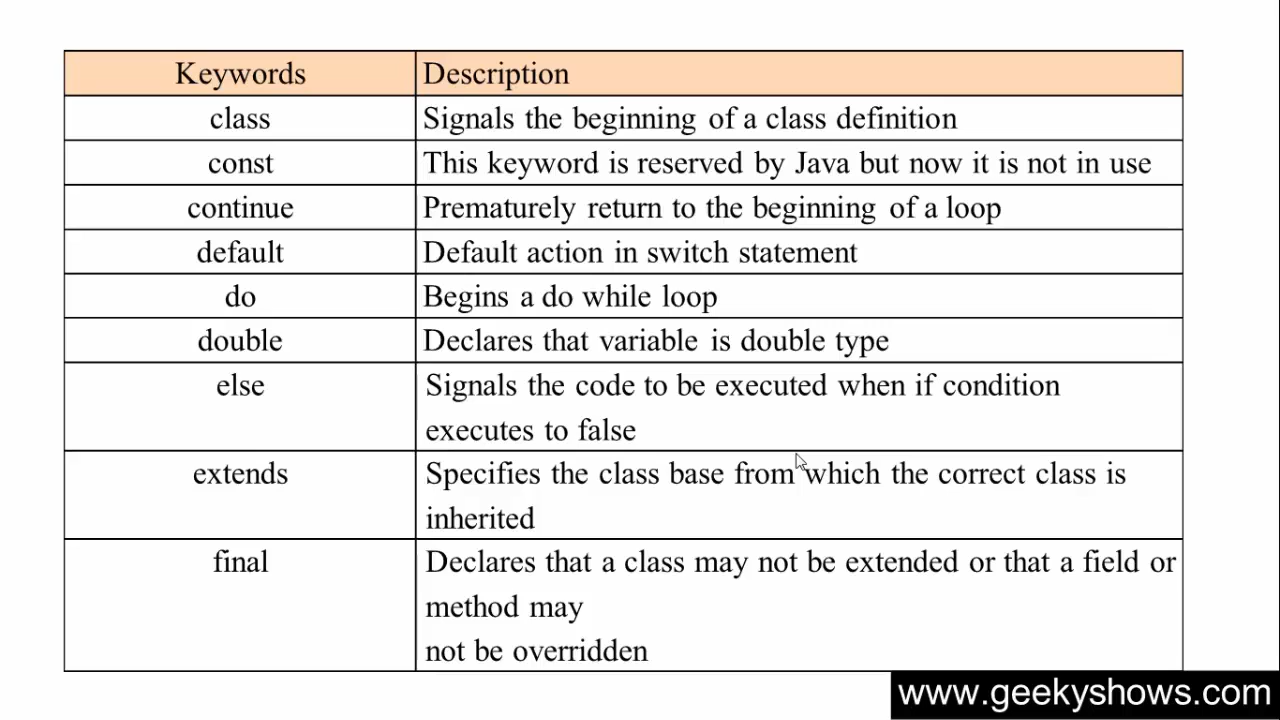 Keywords Description
class Signals the beginning of a class definition
const This keyword is reserved by Java but now it is not in use
continue Prematurely return to the beginning of a loop
default Default action in switch statement
do Begins a do while loop
double Declares that variable is double type
else Signals the code to be executed when if condition
executes to false
extends Specifies the class base from which the correct class is
inherited
final Declares that a class may not be extended or that a field or
method may
not be overridden
www.geekyshows.com